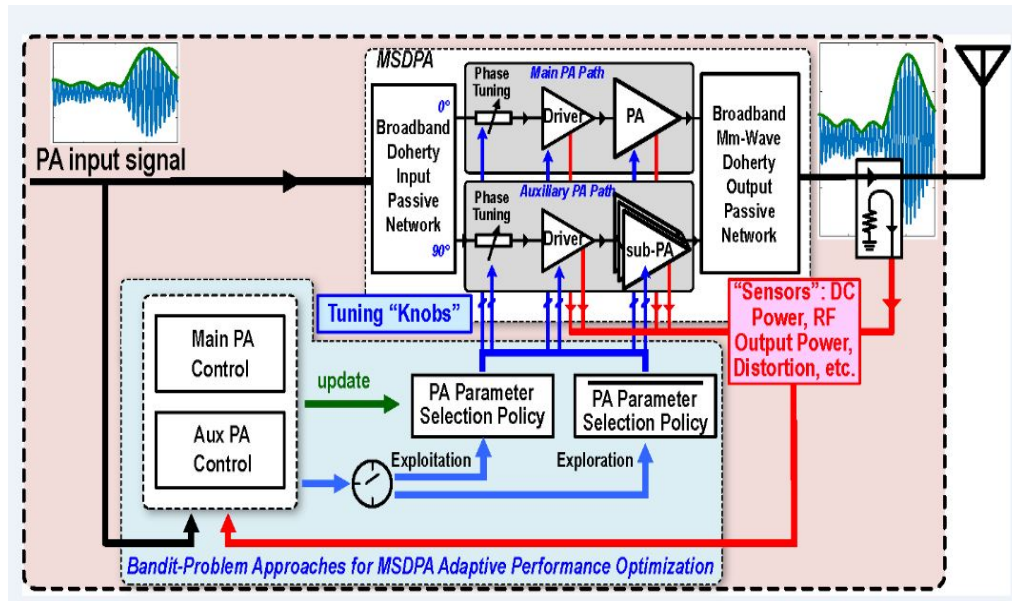 MSDPA
PA input signal
Broadband
Doherty
Input
Passive
Network
0°
90°
Phase
Tuning
Main PA Path
Driver
PA
Auxiliary PA Path
Phase
Tuning
Driver
sub-PA
Broadband
Mm-Wave
Doherty
Output
Passive
Network
Tuning “Knobs”
“Sensors”: DC
Power, RF
Output Power,
Distortion, etc.
Main PA
Control
Aux PA
Control
update
PA Parameter
Selection Policy
PA Parameter
Selection Policy
Exploitation
Exploration
Bandit-Problem Approaches for MSDPA Adaptive Performance Optimization